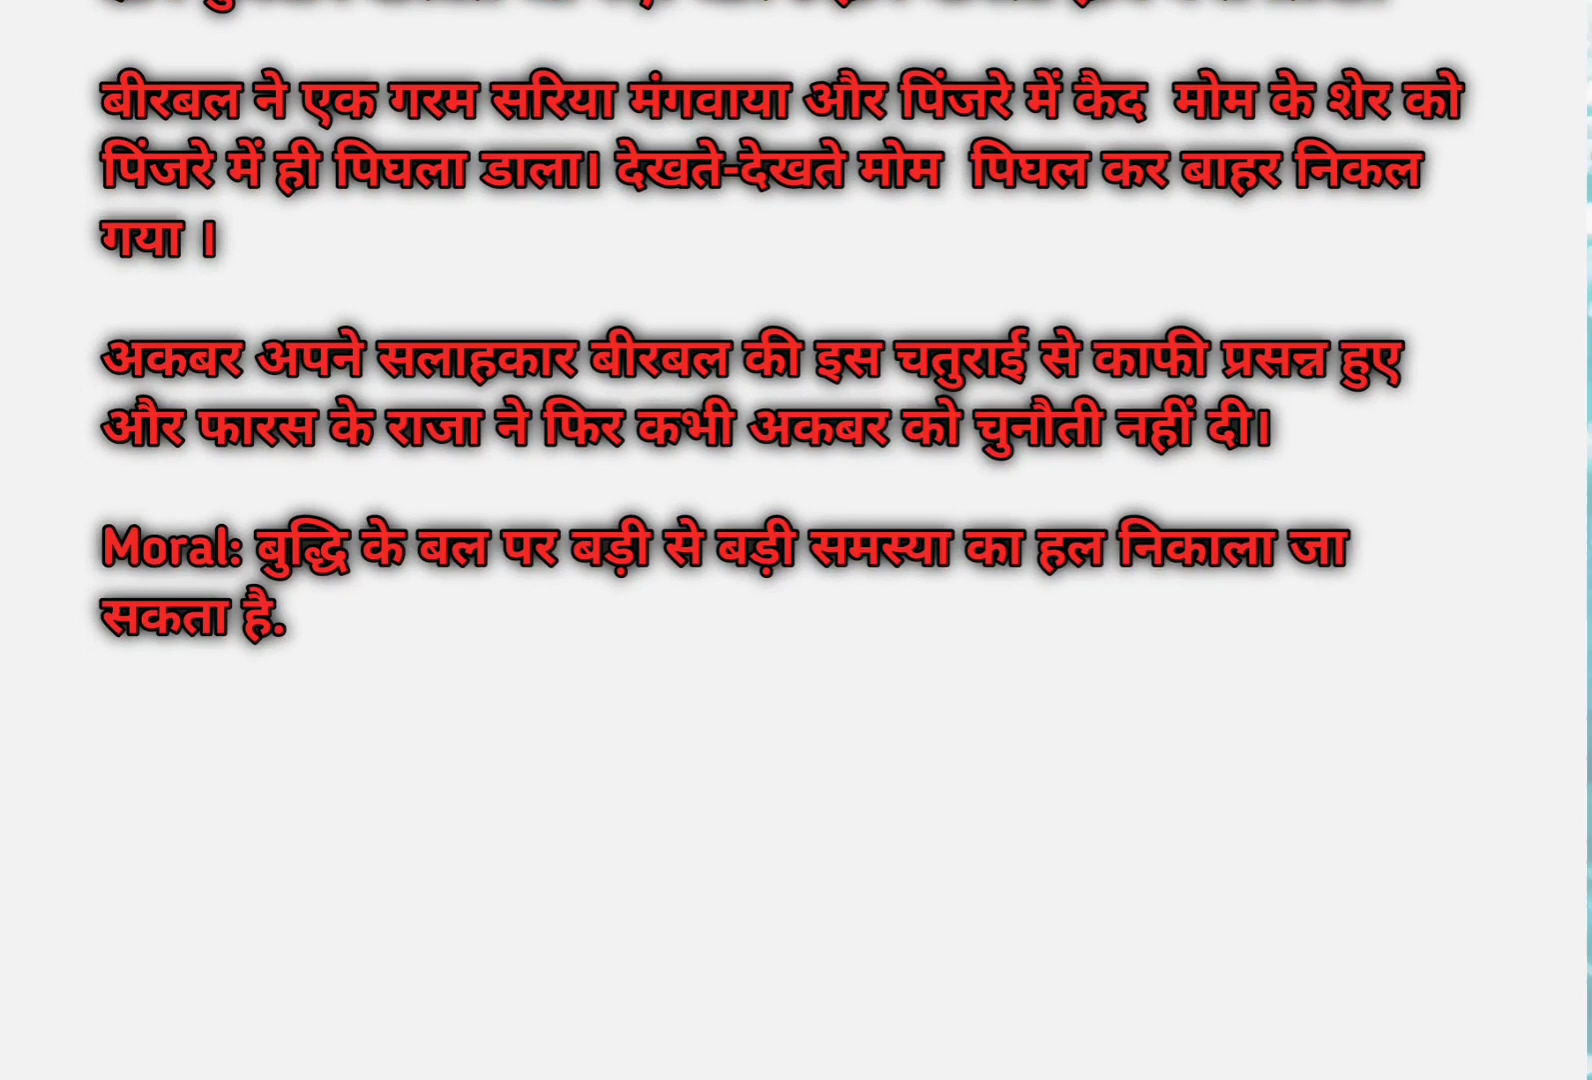 बीरबल ने एक गरम सरिया मंगवाया और पिंजरे में कैद मोम के शेर को
पिंजरे में ही पिघला डाला। देखते-देखते मोम पिघल कर बाहर निकल
गया ।
अकबर अपने सलाहकार बीरबल की इस चतुराई से काफी प्रसन्न हुए
और फारस के राजा ने फिर कभी अकबर को चुनौती नहीं दी।
Moral: बुद्धि के बल पर बड़ी से बड़ी समस्या का हल निकाला जा
सकता है.